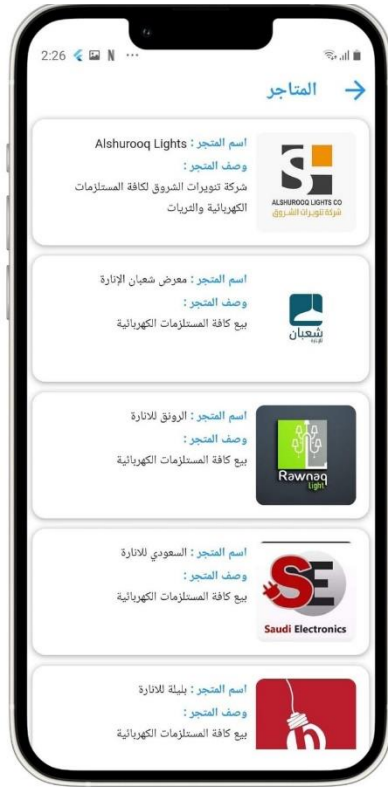 2:26 N ...
المتاجر
اسم المتجر : Alshurooq Lights
وصف المتجر :
شركة تنويرات الشروق لكافة المستلزمات
الكهربائية والثريات
ALSHUROOQ LIGHTS CO
شركة تنويرات الشروق
اسم المتجر : معرض شعبان الإنارة
وصف المتجر :
بيع كافة المستلزمات الكهربائية
شعبان
للإنارة
اسم المتجر : الرونق للانارة
وصف المتجر :
بيع كافة المستلزمات الكهربائية
Rawnaq
Light
اسم المتجر : السعودي للانارة
وصف المتجر :
بيع كافة المستلزمات الكهربائية
SE
Saudi Electronics
اسم المتجر : بليلة للانارة
وصف المتجر :
بيع كافة المستلزمات الكهربائية